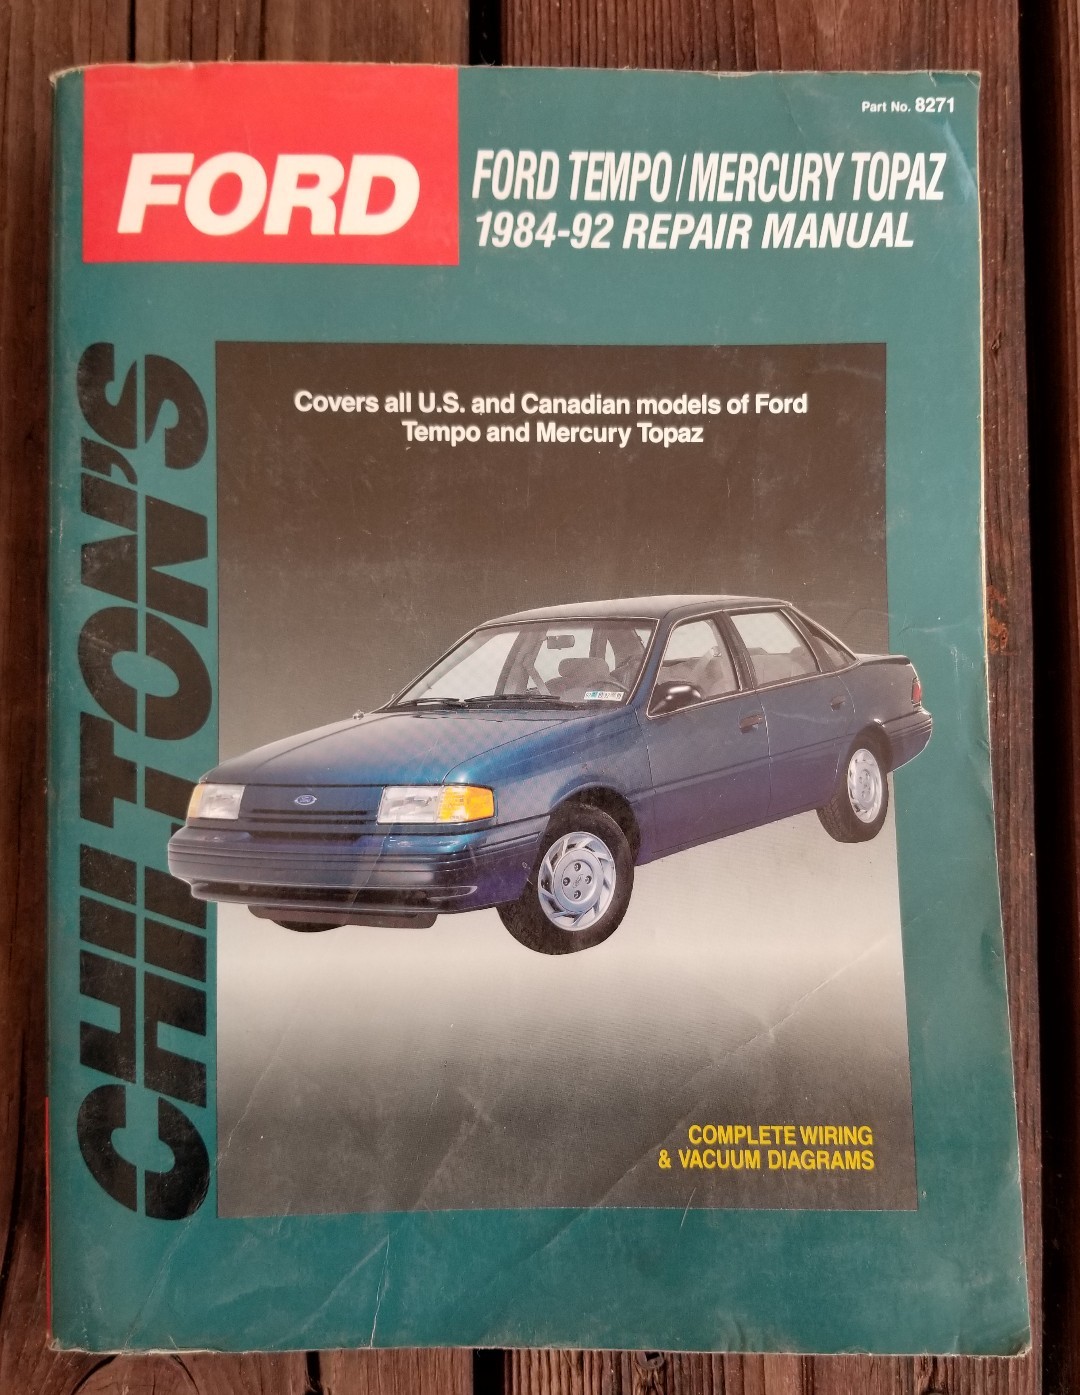 Part No. 8271
FORD
FORD TEMPO/MERCURY TOPAZ
1984-92 REPAIR MANUAL
CHILTON'S
Covers all U.S. and Canadian models of Ford
Tempo and Mercury Topaz
COMPLETE WIRING
& VACUUM DIAGRAMS